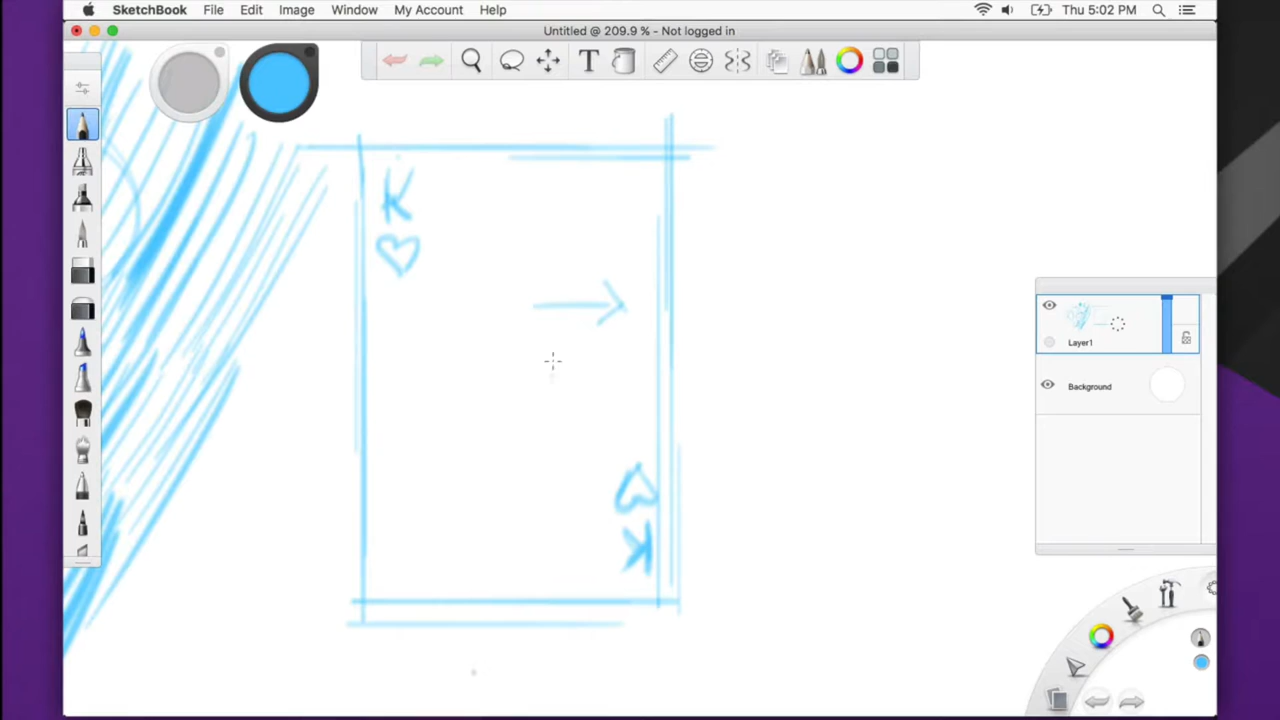 SketchBook File Edit Image Window My Account Help Thu 5:02 PM
Untitled @ 209.9 % - Not logged in
T
K
Layer1
Background
K